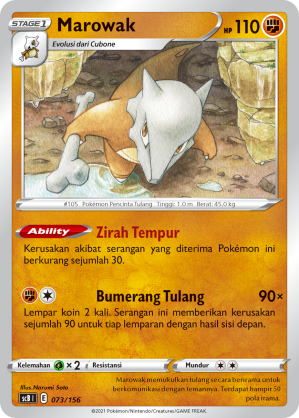 STAGE 1
Marowak
HP 110
Evolusi dari Cubone
#105 Pokémon Pencinta Tulang Tinggi: 1.0 m Berat: 45.0 kg
Ability Zirah Tempur
Kerusakan akibat serangan yang diterima Pokémon ini
berkurang sejumlah 30.
Bumerang Tulang 90×
Lempar koin 2 kali. Serangan ini memberikan kerusakan
sejumlah 90 untuk tiap lemparan dengan hasil sisi depan.
Kelemahan ×2 Resistansi Mundur
Illus. Narumi Sato
Marowak memukulkan tulang secara berirama untuk
berkomunikasi dengan teman-temannya. Terdapat hampir 50
pola irama.
E 073/156
©2021 Pokémon/Nintendo/Creatures/GAME FREAK